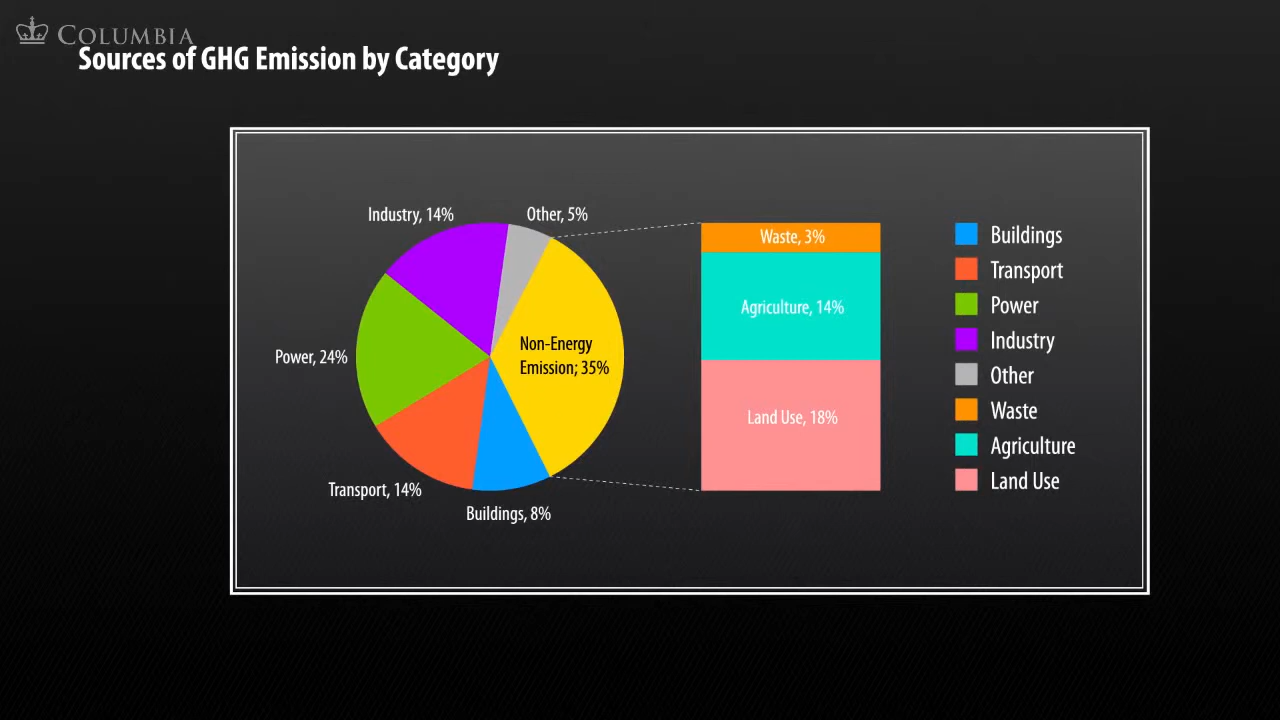 COLUMBIA
Sources of GHG Emission by Category
Industry, 14%
Other, 5%
Power, 24%
Non-Energy
Emission; 35%
Transport, 14%
Buildings, 8%
Waste, 3%
Agriculture, 14%
Land Use, 18%
Buildings
Transport
Power
Industry
Other
Waste
Agriculture
Land Use